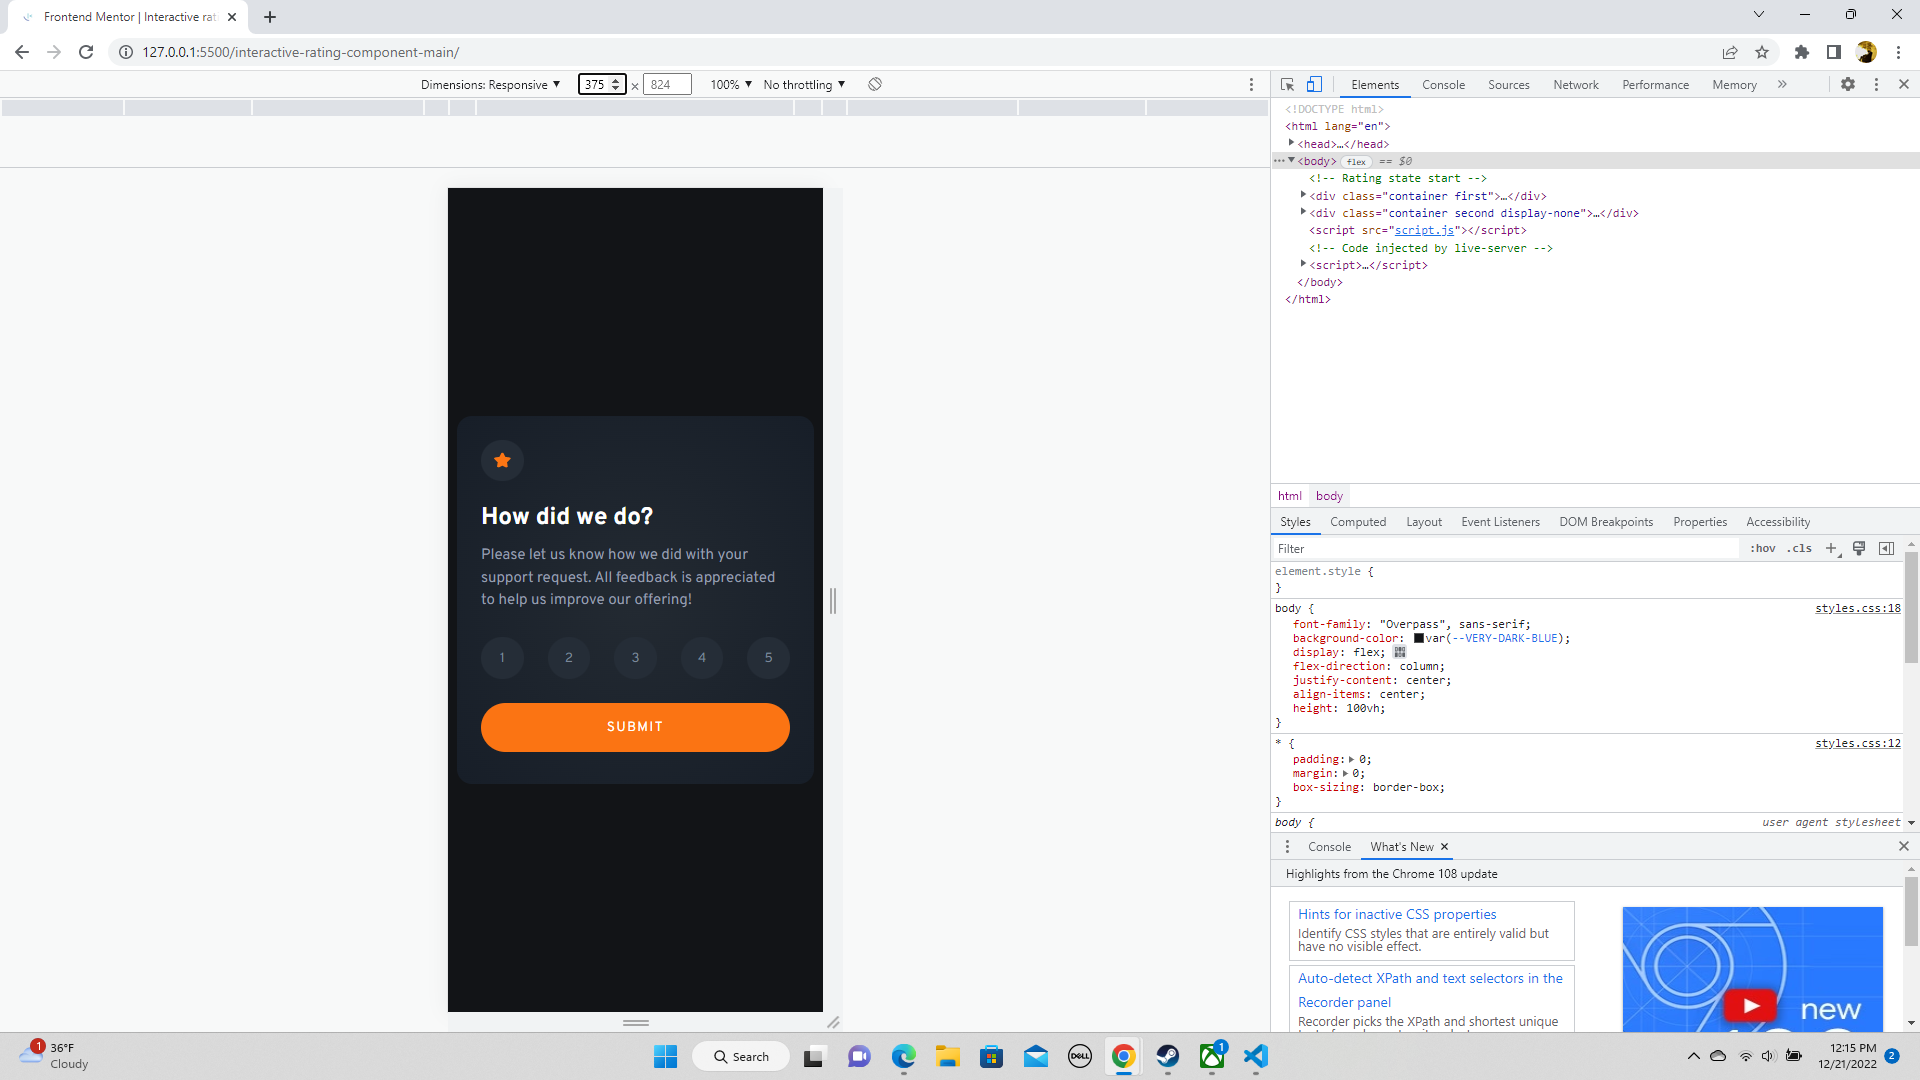 Frontend Mentor | Interactive rat
127.0.0.1:5500/interactive-rating-component-main/
Dimensions: Responsive 375 × 824 100% No throttling
Elements Console Sources Network Performance Memory
<!DOCTYPE html>
<html lang="en">
<head>…</head>
<body> flex == $0
<!-- Rating state start -->
<div class="container first">…</div>
<div class="container second display-none">…</div>
<script src="script.js"></script>
<!-- Code injected by live-server -->
<script>…</script>
</body>
</html>
How did we do?
Please let us know how we did with your
support request. All feedback is appreciated
to help us improve our offering!
1 2 3 4 5
SUBMIT
html body
Styles Computed Layout Event Listeners DOM Breakpoints Properties Accessibility
Filter :hov .cls
element.style {
}
body { styles.css:18
font-family: "Overpass", sans-serif;
background-color: var(--VERY-DARK-BLUE);
display: flex;
flex-direction: column;
justify-content: center;
align-items: center;
height: 100vh;
}
* { styles.css:12
padding: 0;
margin: 0;
box-sizing: border-box;
}
body { user agent stylesheet
Console What's New
Highlights from the Chrome 108 update
Hints for inactive CSS properties
Identify CSS styles that are entirely valid but
have no visible effect.
Auto-detect XPath and text selectors in the
Recorder panel
Recorder picks the XPath and shortest unique
new
1 36°F
Cloudy
Search
DELL
1
12:15 PM
12/21/2022
2